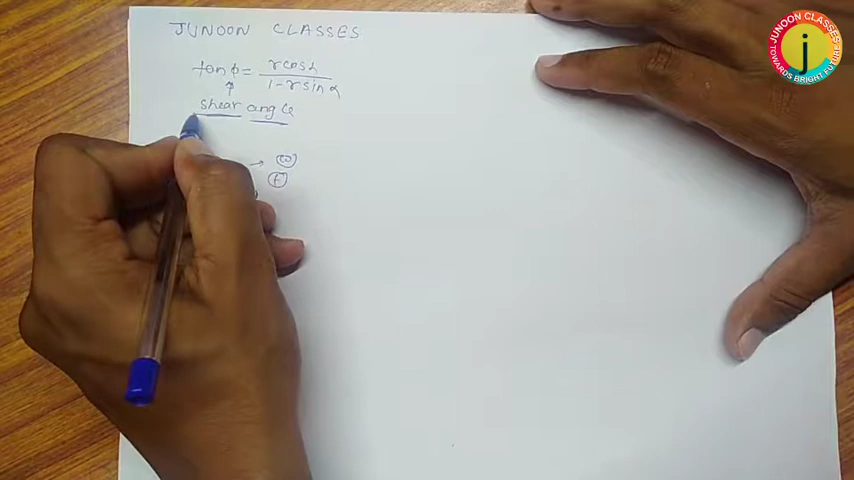 JUNOON CLASSES
tan φ = r cos α / 1 - r sin α
↑
shear angle
→ ω
t
JUNOON CLASSES
j
TOWARDS BRIGHT FUTURE